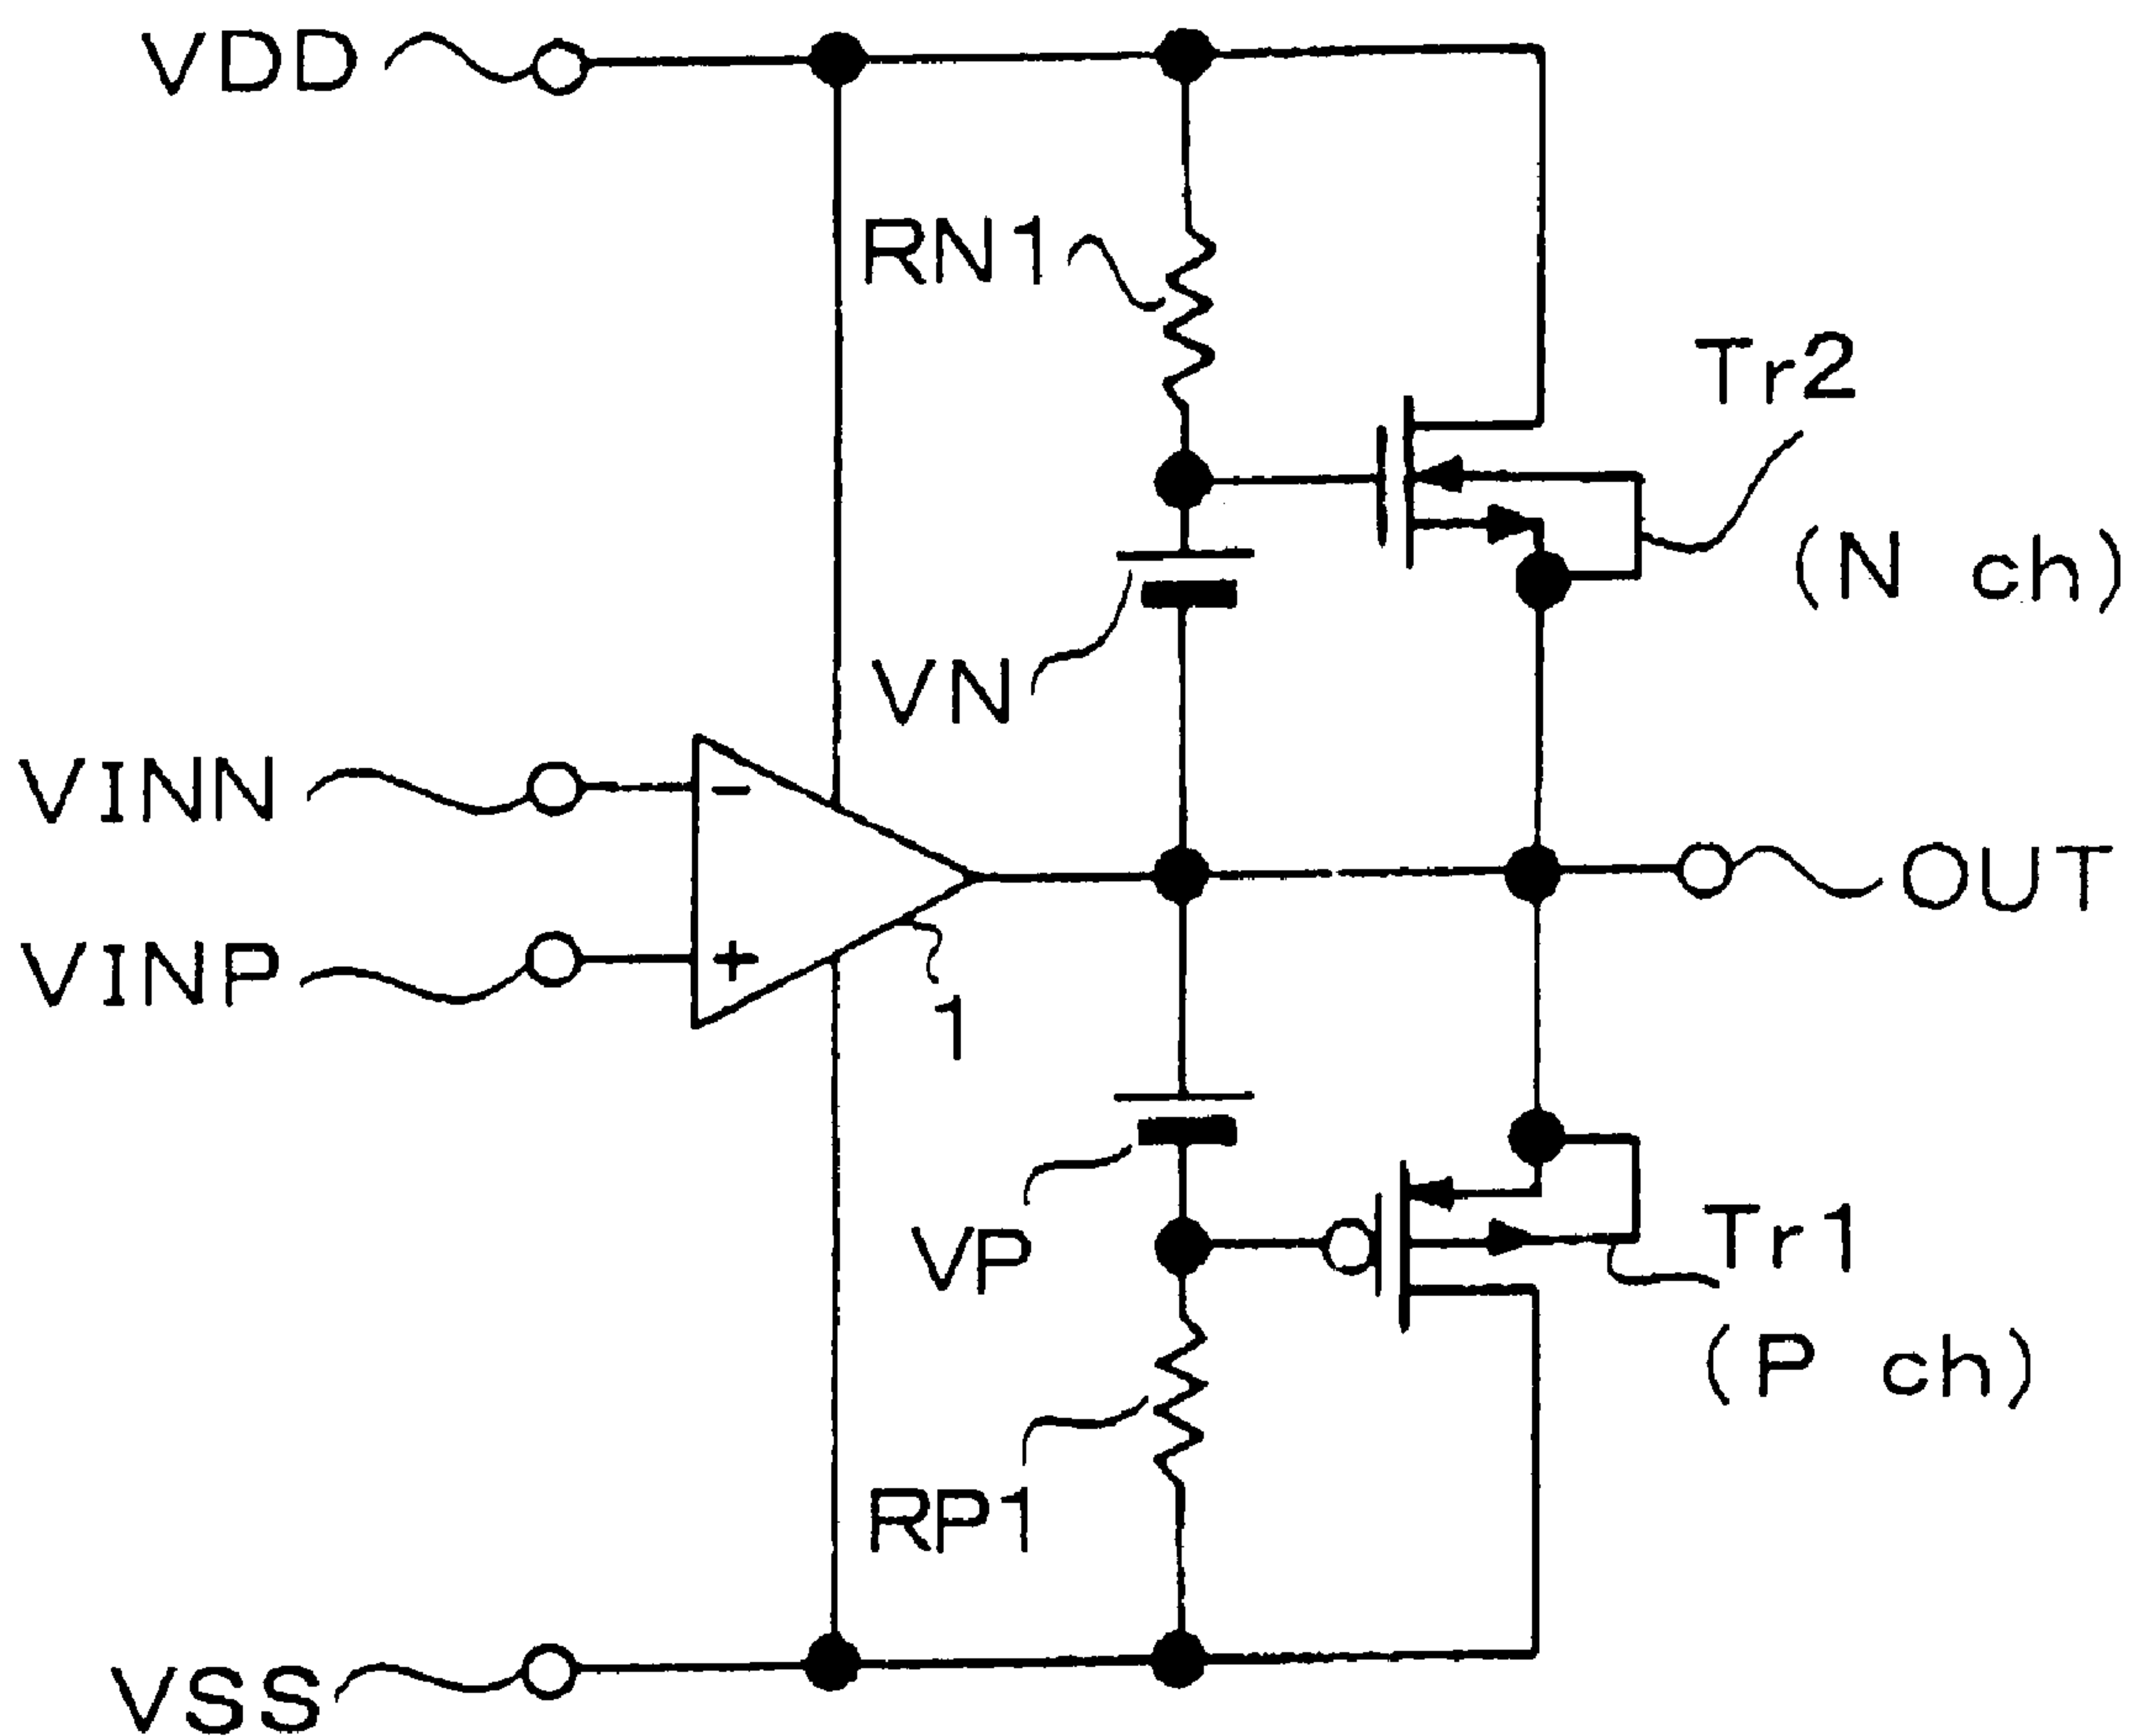 VDD
RN1
Tr2
(N ch)
VN
VINN
-
OUT
VINP
+
1
VP
Tr1
(P ch)
RP1
VSS